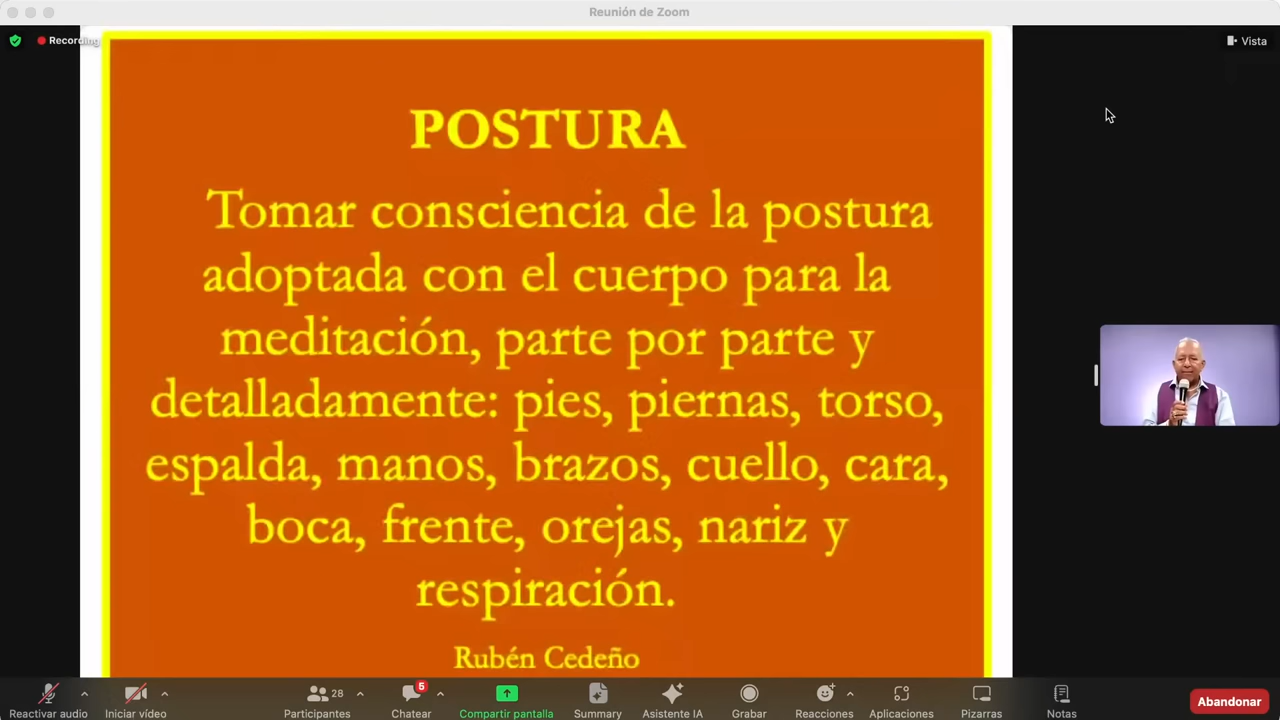 Reunión de Zoom
Recording
Vista
POSTURA
Tomar consciencia de la postura
adoptada con el cuerpo para la
meditación, parte por parte y
detalladamente: pies, piernas, torso,
espalda, manos, brazos, cuello, cara,
boca, frente, orejas, nariz y
respiración.
Rubén Cedeño
28
5
Reactivar audio
Iniciar vídeo
Participantes
Chatear
Compartir pantalla
Summary
Asistente IA
Grabar
Reacciones
Aplicaciones
Pizarras
Notas
Abandonar